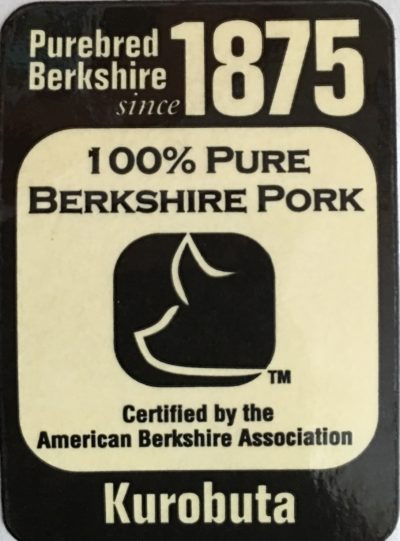 Purebred
Berkshire
since 1875
100% PURE
BERKSHIRE PORK
TM
Certified by the
American Berkshire Association
Kurobuta